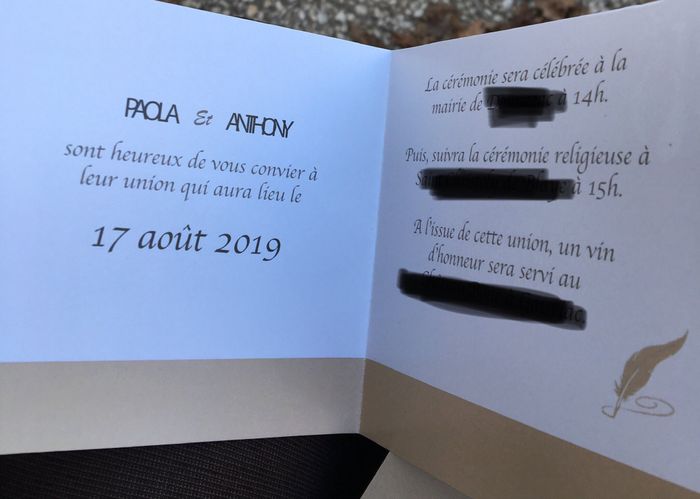 PAOLA Et ANTHONY
sont heureux de vous convier à
leur union qui aura lieu le
17 août 2019
La cérémonie sera célébrée à la
mairie de à 14h.
Puis, suivra la cérémonie religieuse à
à 15h.
A l'issue de cette union, un vin
d'honneur sera servi au